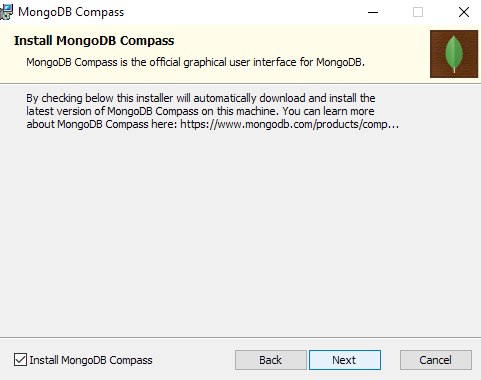 MongoDB Compass
Install MongoDB Compass
MongoDB Compass is the official graphical user interface for MongoDB.
By checking below this installer will automatically download and install the
latest version of MongoDB Compass on this machine. You can learn more
about MongoDB Compass here: https://www.mongodb.com/products/comp...
Install MongoDB Compass
Back
Next
Cancel